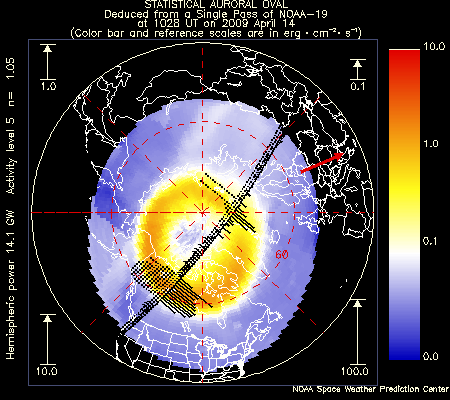 STATISTICAL AURORAL OVAL
Deduced from a Single Pass of NOAA-19
at 1028 UT on 2009 April 14
(Color bar and reference scales are in erg · cm⁻² · s⁻¹)
1.0
0.1
10.0
1.0
0.1
0.0
Hemispheric power 14.1 GW Activity level 5 n= 1.05
60
10.0
100.0
NOAA Space Weather Prediction Center